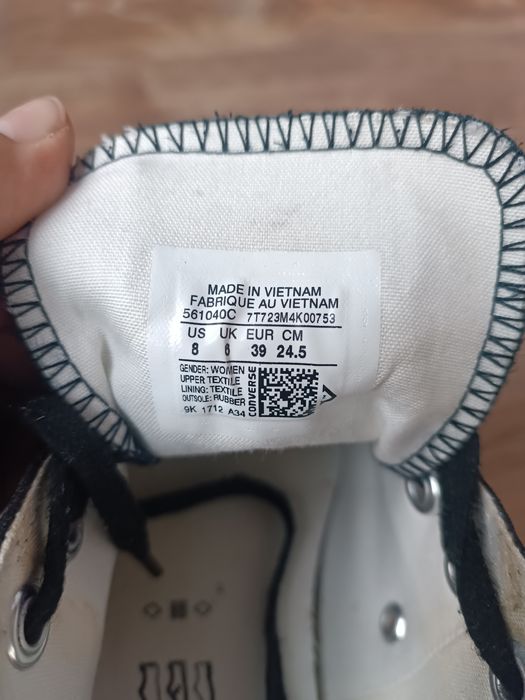 MADE IN VIETNAM
FABRIQUE AU VIETNAM
561040C 7T723M4K00753
US UK EUR CM
8 6 39 24.5
GENDER: WOMEN
UPPER TEXTILE
LINING: TEXTILE
OUTSOLE: RUBBER
9K 1712 A34
CONVERSE